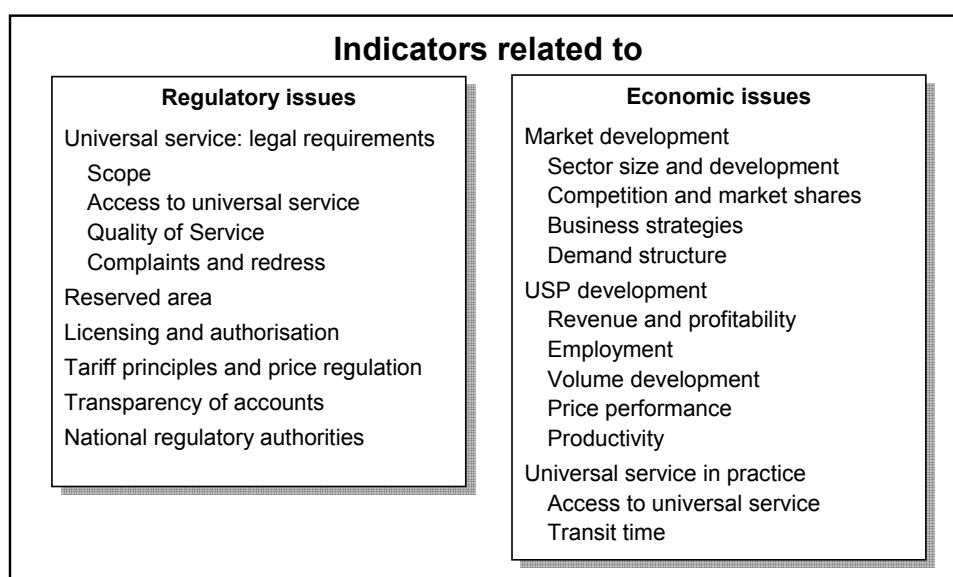 Indicators related to
Regulatory issues
Universal service: legal requirements
Scope
Access to universal service
Quality of Service
Complaints and redress
Reserved area
Licensing and authorisation
Tariff principles and price regulation
Transparency of accounts
National regulatory authorities
Economic issues
Market development
Sector size and development
Competition and market shares
Business strategies
Demand structure
USP development
Revenue and profitability
Employment
Volume development
Price performance
Productivity
Universal service in practice
Access to universal service
Transit time